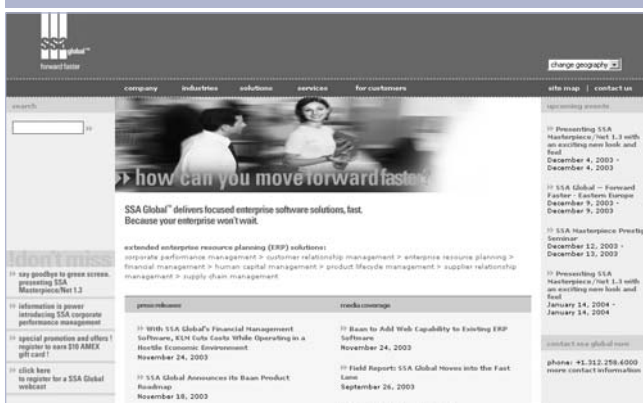 SSA
global™
forward faster
change geography
company industries solutions services for customers
site map | contact us
search
>> how can you move forward faster?
SSA Global™ delivers focused enterprise software solutions, fast.
Because your enterprise won't wait.
extended enterprise resource planning (ERP) solutions:
corporate performance management > customer relationship management > enterprise resource planning >
financial management > human capital management > product lifecycle management > supplier relationship
management > supply chain management
!don't miss
>> say goodbye to green screen.
presenting SSA
Masterpiece/Net 1.3
>> information is power
introducing SSA corporate
performance management
>> special promotion and offers !
register to earn $10 AMEX
gift card !
>> click here
to register for a SSA Global
webcast
press releases
>> With SSA Global's Financial Management
Software, KLM Cuts Costs While Operating in a
Hostile Economic Environment
November 24, 2003
>> SSA Global Announces its Baan Product
Roadmap
November 18, 2003
media coverage
>> Baan to Add Web Capability to Existing ERP
Software
November 24, 2003
>> Field Report: SSA Global Moves into the Fast
Lane
September 26, 2003
upcoming events
>> Presenting SSA
Masterpiece/Net 1.3 with
an exciting new look and
feel
December 4, 2003 -
December 4, 2003
>> SSA Global – Forward
Faster - Eastern Europe
December 9, 2003 -
December 9, 2003
>> SSA Masterpiece Prestig
Seminar
December 12, 2003 -
December 13, 2003
>> Presenting SSA
Masterpiece/Net 1.3 with
an exciting new look and
feel
January 14, 2004 -
January 14, 2004
contact ssa global now
phone: +1.312.258.6000
more contact information